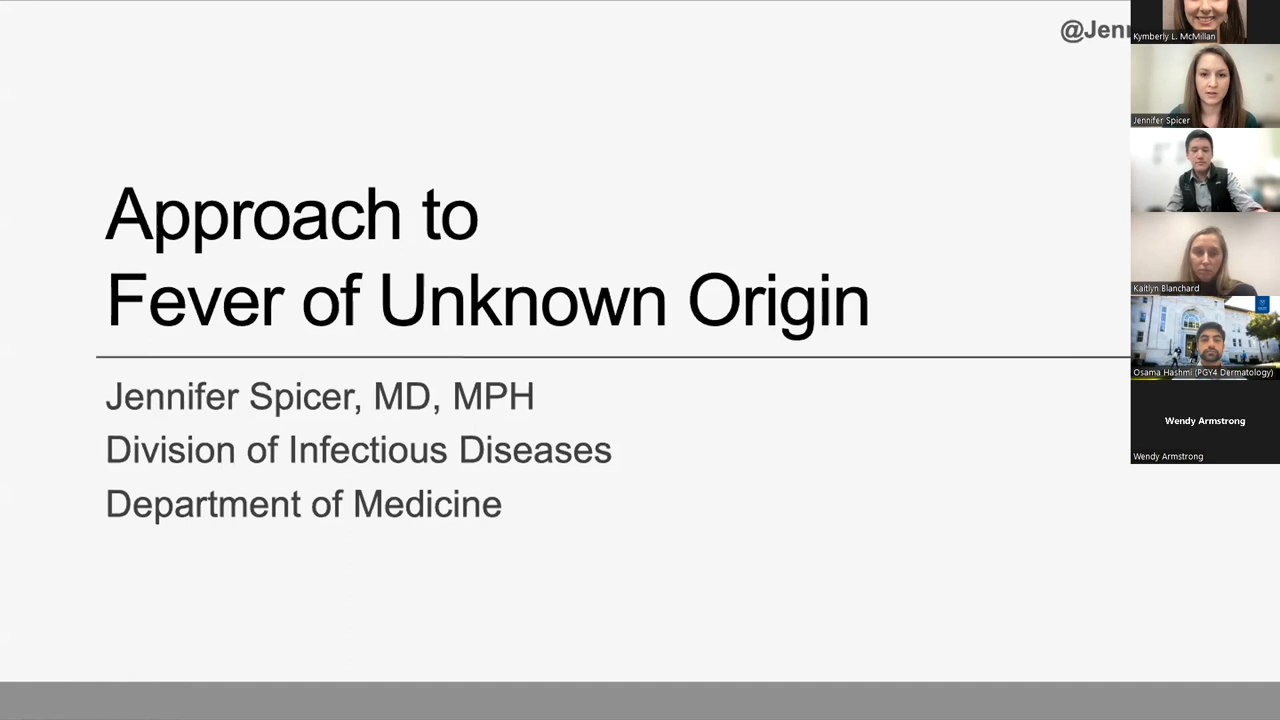 @Jenn
Approach to
Fever of Unknown Origin
Jennifer Spicer, MD, MPH
Division of Infectious Diseases
Department of Medicine
Kymberly L. McMillan
Jennifer Spicer
Kaitlyn Blanchard
Osama Hashmi (PGY4 Dermatology)
Wendy Armstrong
Wendy Armstrong